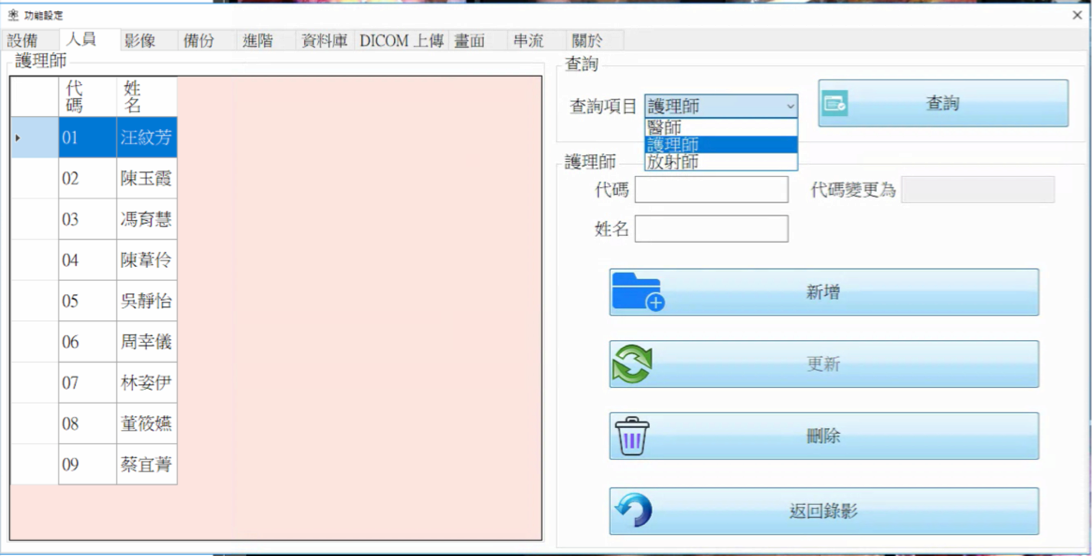 功能設定
設備 人員 影像 備份 進階 資料庫 DICOM 上傳 畫面 串流 關於
護理師
代碼 姓名
01 汪紋芳
02 陳玉霞
03 馮育慧
04 陳葦伶
05 吳靜怡
06 周幸儀
07 林姿伊
08 董筱嬿
09 蔡宜菁
查詢
查詢項目 護理師 查詢
醫師
護理師
放射師
護理師
代碼 代碼變更為
姓名
新增
更新
刪除
返回錄影